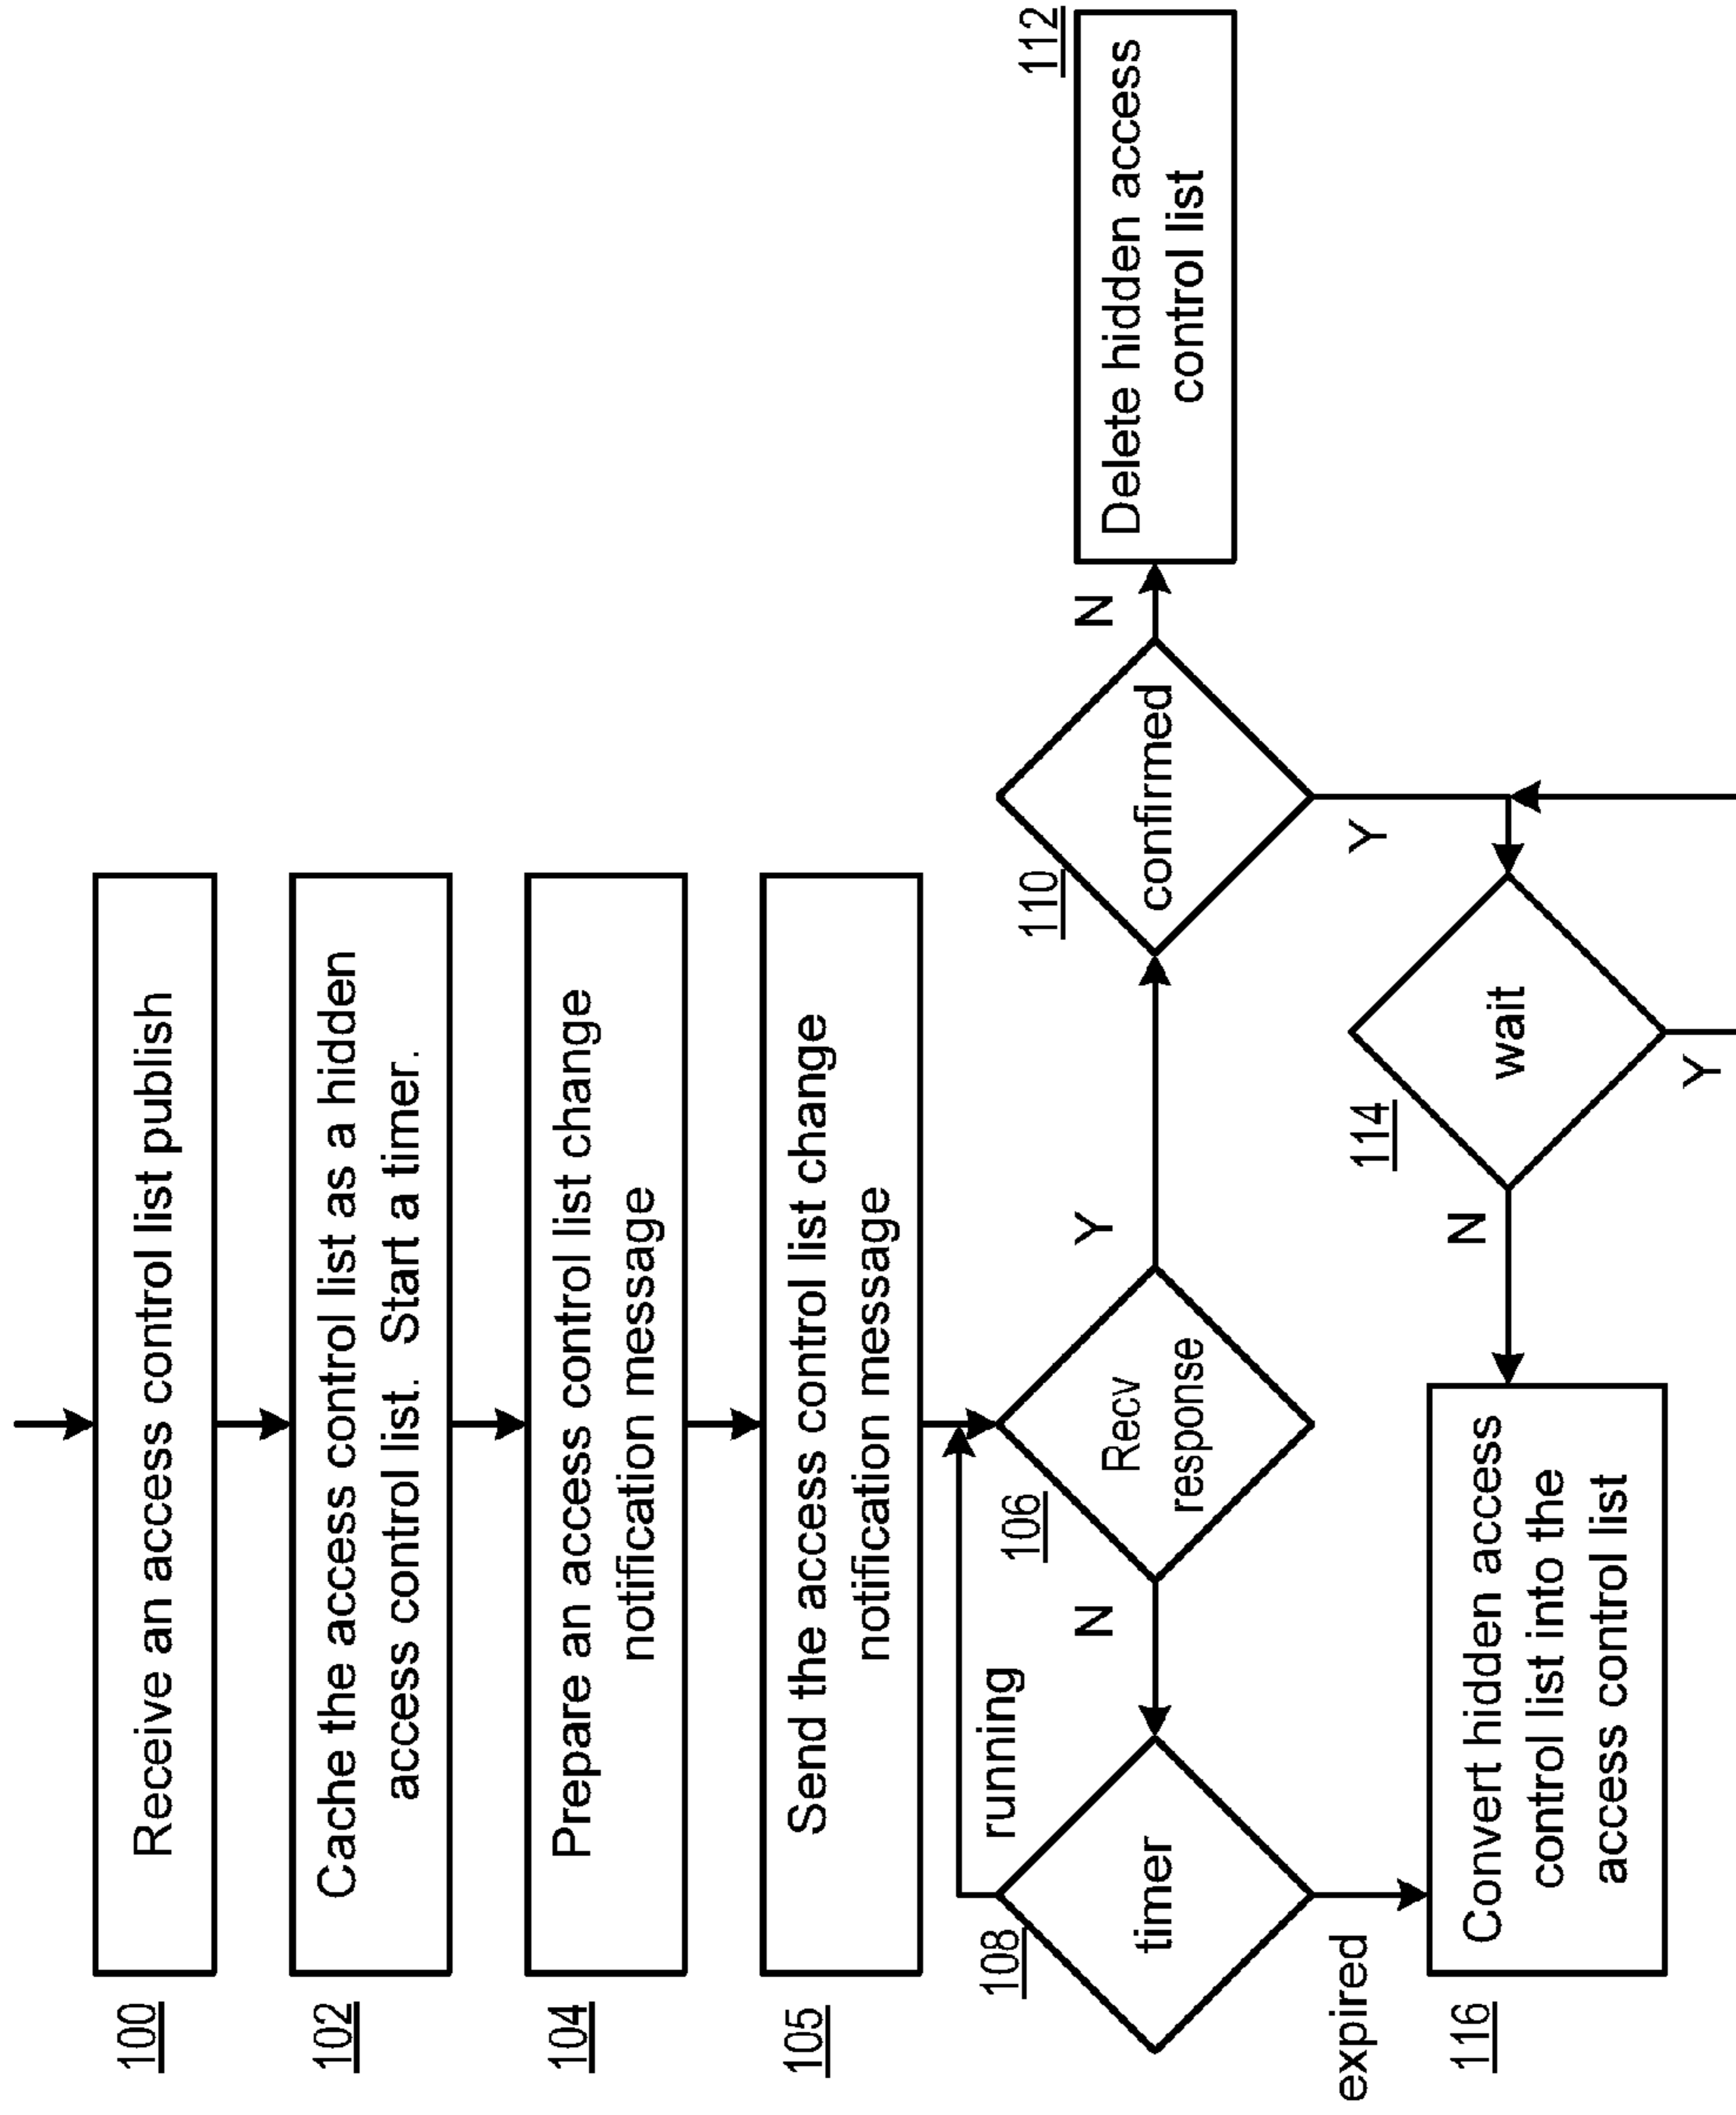 100
Receive an access control list publish
102
Cache the access control list as a hidden
access control list. Start a timer.
104
Prepare an access control list change
notification message
105
Send the access control list change
notification message
108
timer
running
expired
N
106
Recv
response
Y
110
confirmed
N
Y
112
Delete hidden access
control list
116
Convert hidden access
control list into the
access control list
N
114
wait
Y